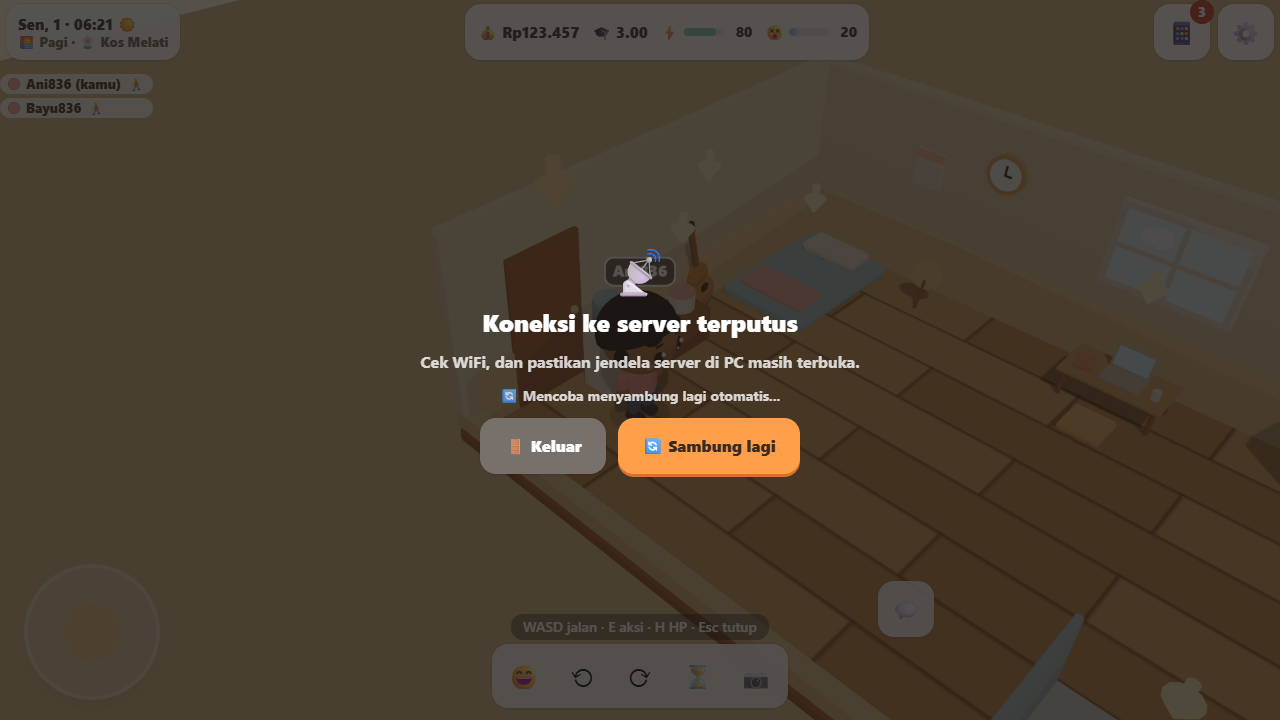 Sen, 1 · 06:21
Pagi · Kos Melati
Rp123.457 3.00 80 20
3
Ani836 (kamu)
Bayu836
Koneksi ke server terputus
Cek WiFi, dan pastikan jendela server di PC masih terbuka.
Mencoba menyambung lagi otomatis...
Keluar
Sambung lagi
WASD jalan · E aksi · H HP · Esc tutup